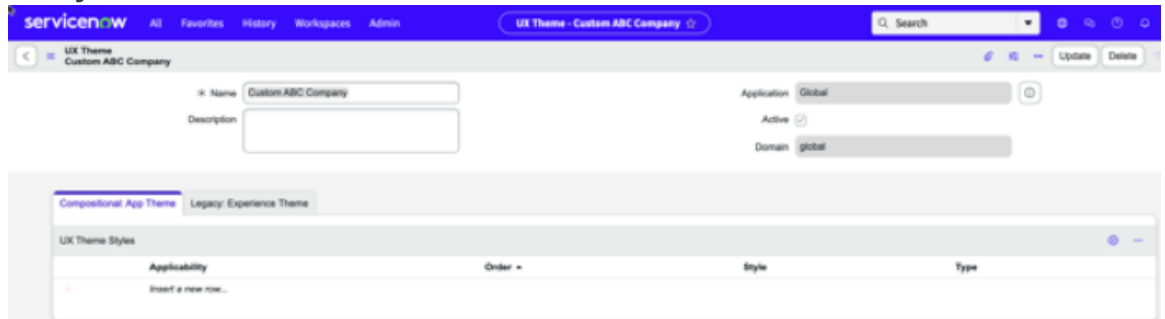 servicenow All Favorites History Workspaces Admin UX Theme - Custom ABC Company Search
UX Theme
Custom ABC Company
Update Delete
* Name Custom ABC Company
Application Global
Description
Active
Domain global
Compositional: App Theme Legacy: Experience Theme
UX Theme Styles
Applicability Order Style Type
Insert a new row...